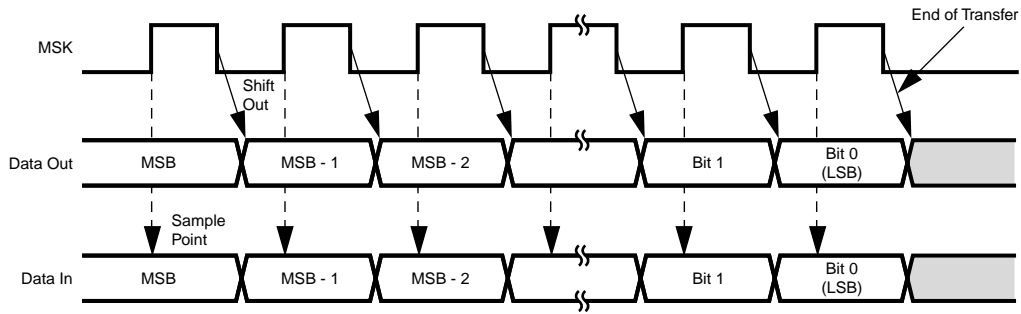 End of Transfer
MSK
Shift
Out
Data Out
MSB
MSB - 1
MSB - 2
Bit 1
Bit 0
(LSB)
Sample
Point
Data In
MSB
MSB - 1
MSB - 2
Bit 1
Bit 0
(LSB)